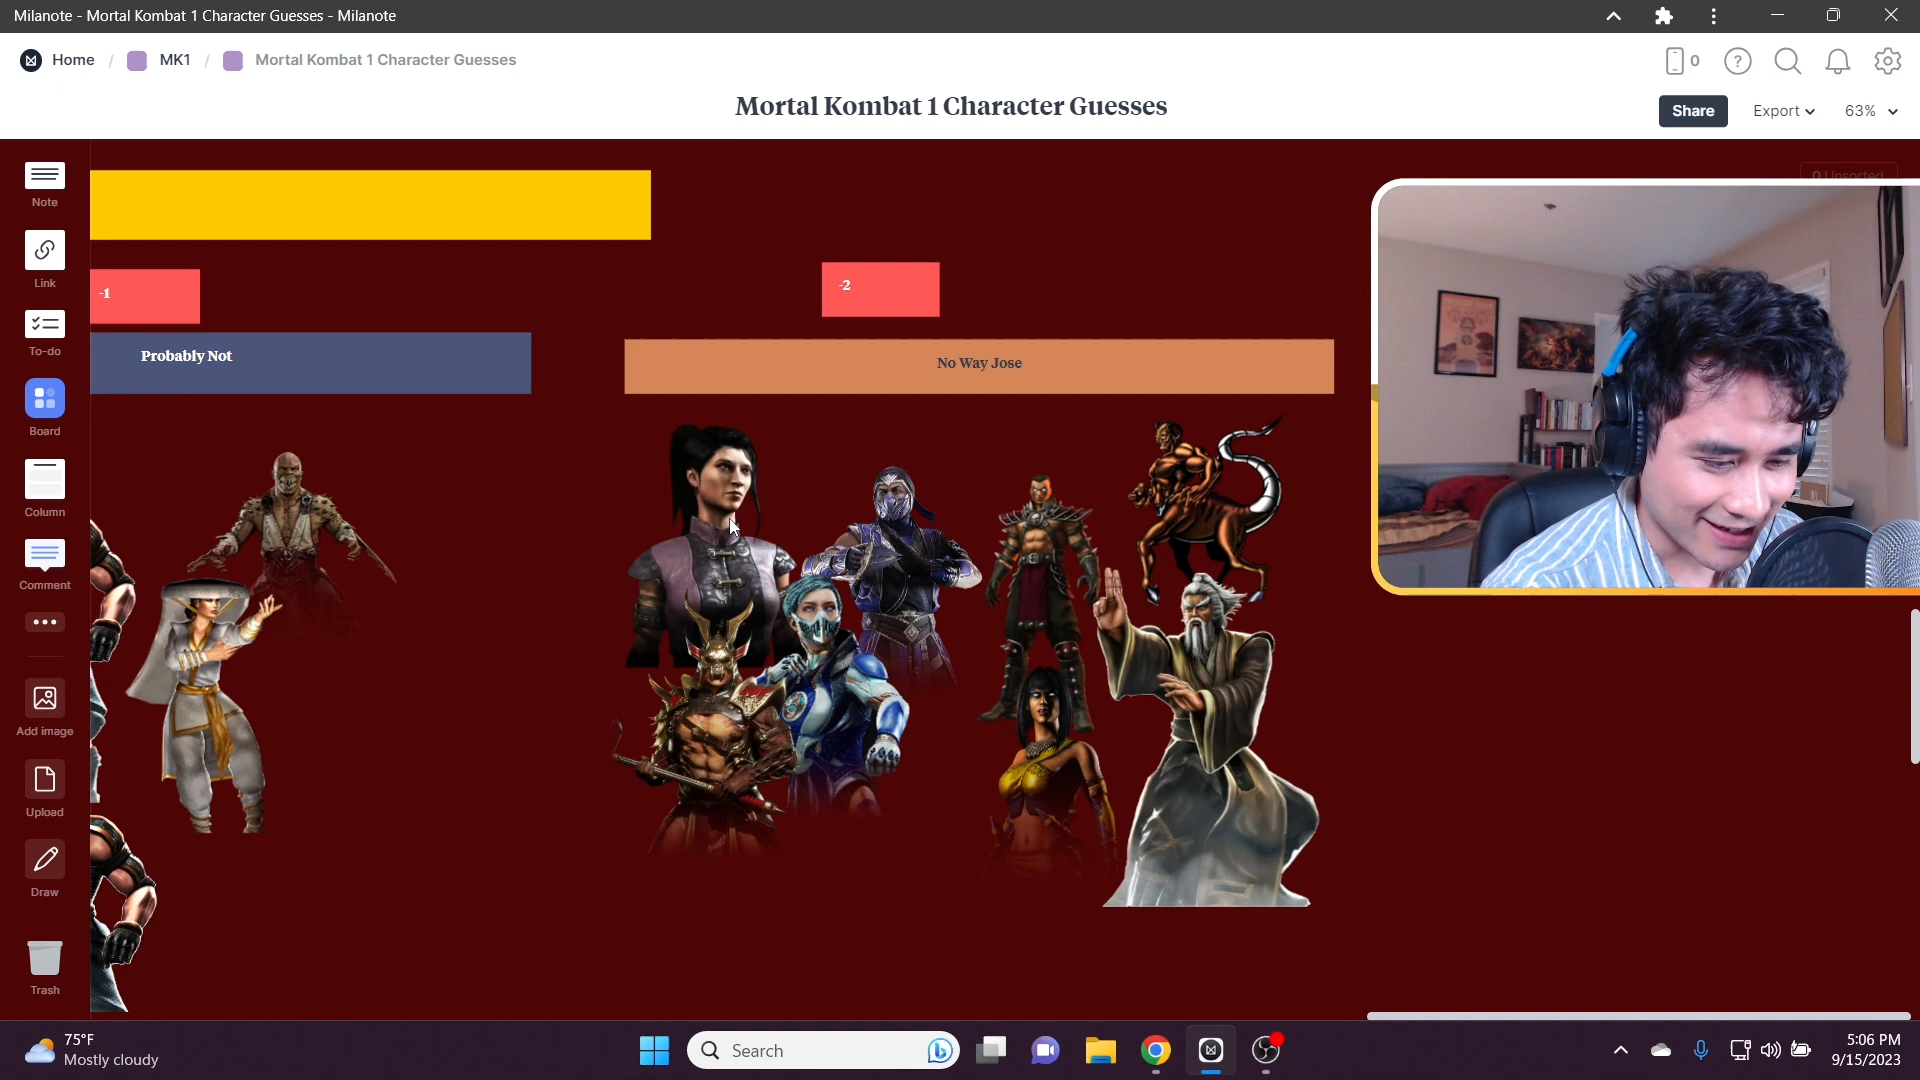 Milanote - Mortal Kombat 1 Character Guesses - Milanote
Home / MK1 / Mortal Kombat 1 Character Guesses
0
Mortal Kombat 1 Character Guesses
Share Export 63%
Note
Link
To-do
Board
Column
Comment
Add image
Upload
Draw
Trash
0 Unsorted
-1
-2
Probably Not
No Way Jose
75°F
Mostly cloudy
Search
5:06 PM
9/15/2023